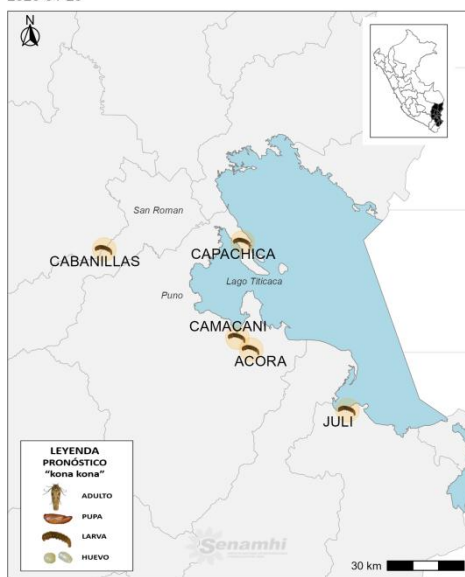 N
San Roman
CABANILLAS
CAPACHICA
Lago Titicaca
Puno
CAMACANI
ACORA
JULI
LEYENDA
PRONÓSTICO
"kona kona"
ADULTO
PUPA
LARVA
HUEVO
Senamhi
30 km